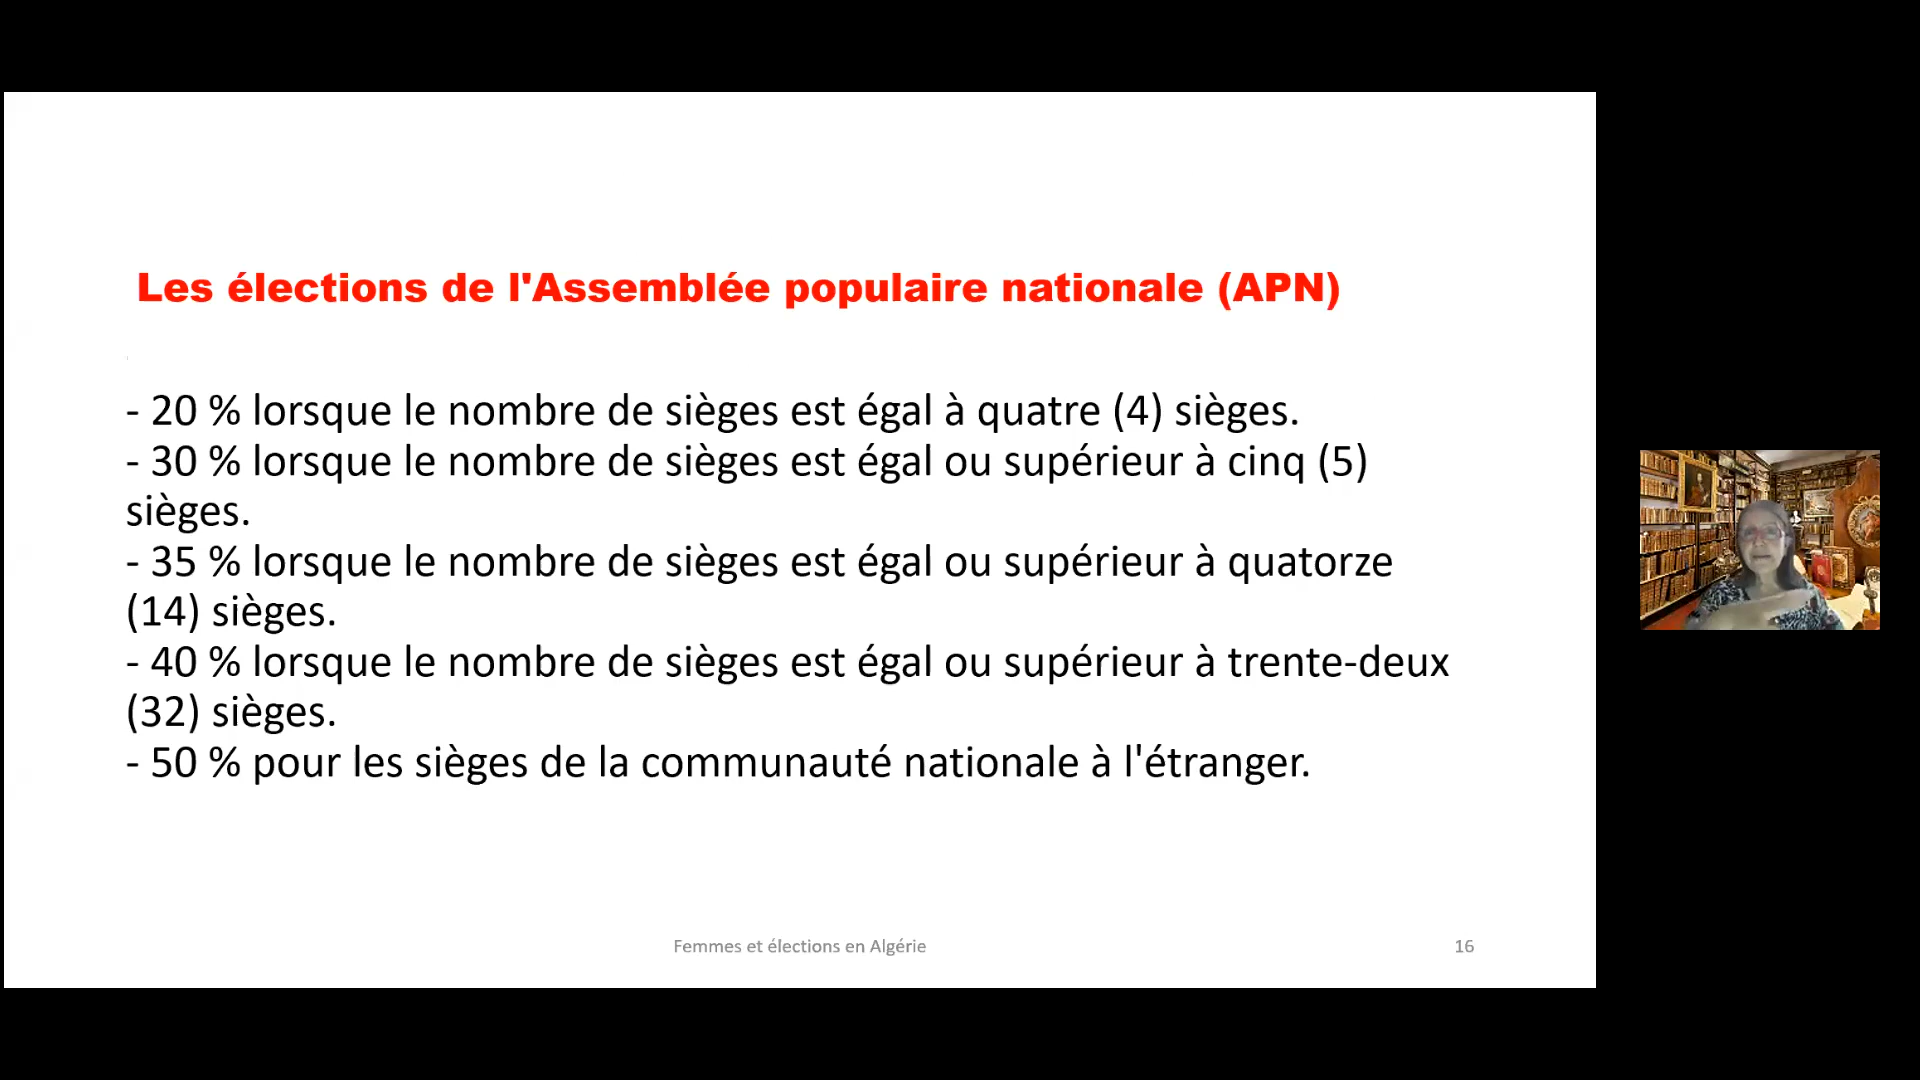 Les élections de l'Assemblée populaire nationale (APN)
- 20 % lorsque le nombre de sièges est égal à quatre (4) sièges.
- 30 % lorsque le nombre de sièges est égal ou supérieur à cinq (5)
sièges.
- 35 % lorsque le nombre de sièges est égal ou supérieur à quatorze
(14) sièges.
- 40 % lorsque le nombre de sièges est égal ou supérieur à trente-deux
(32) sièges.
- 50 % pour les sièges de la communauté nationale à l'étranger.
Femmes et élections en Algérie
16